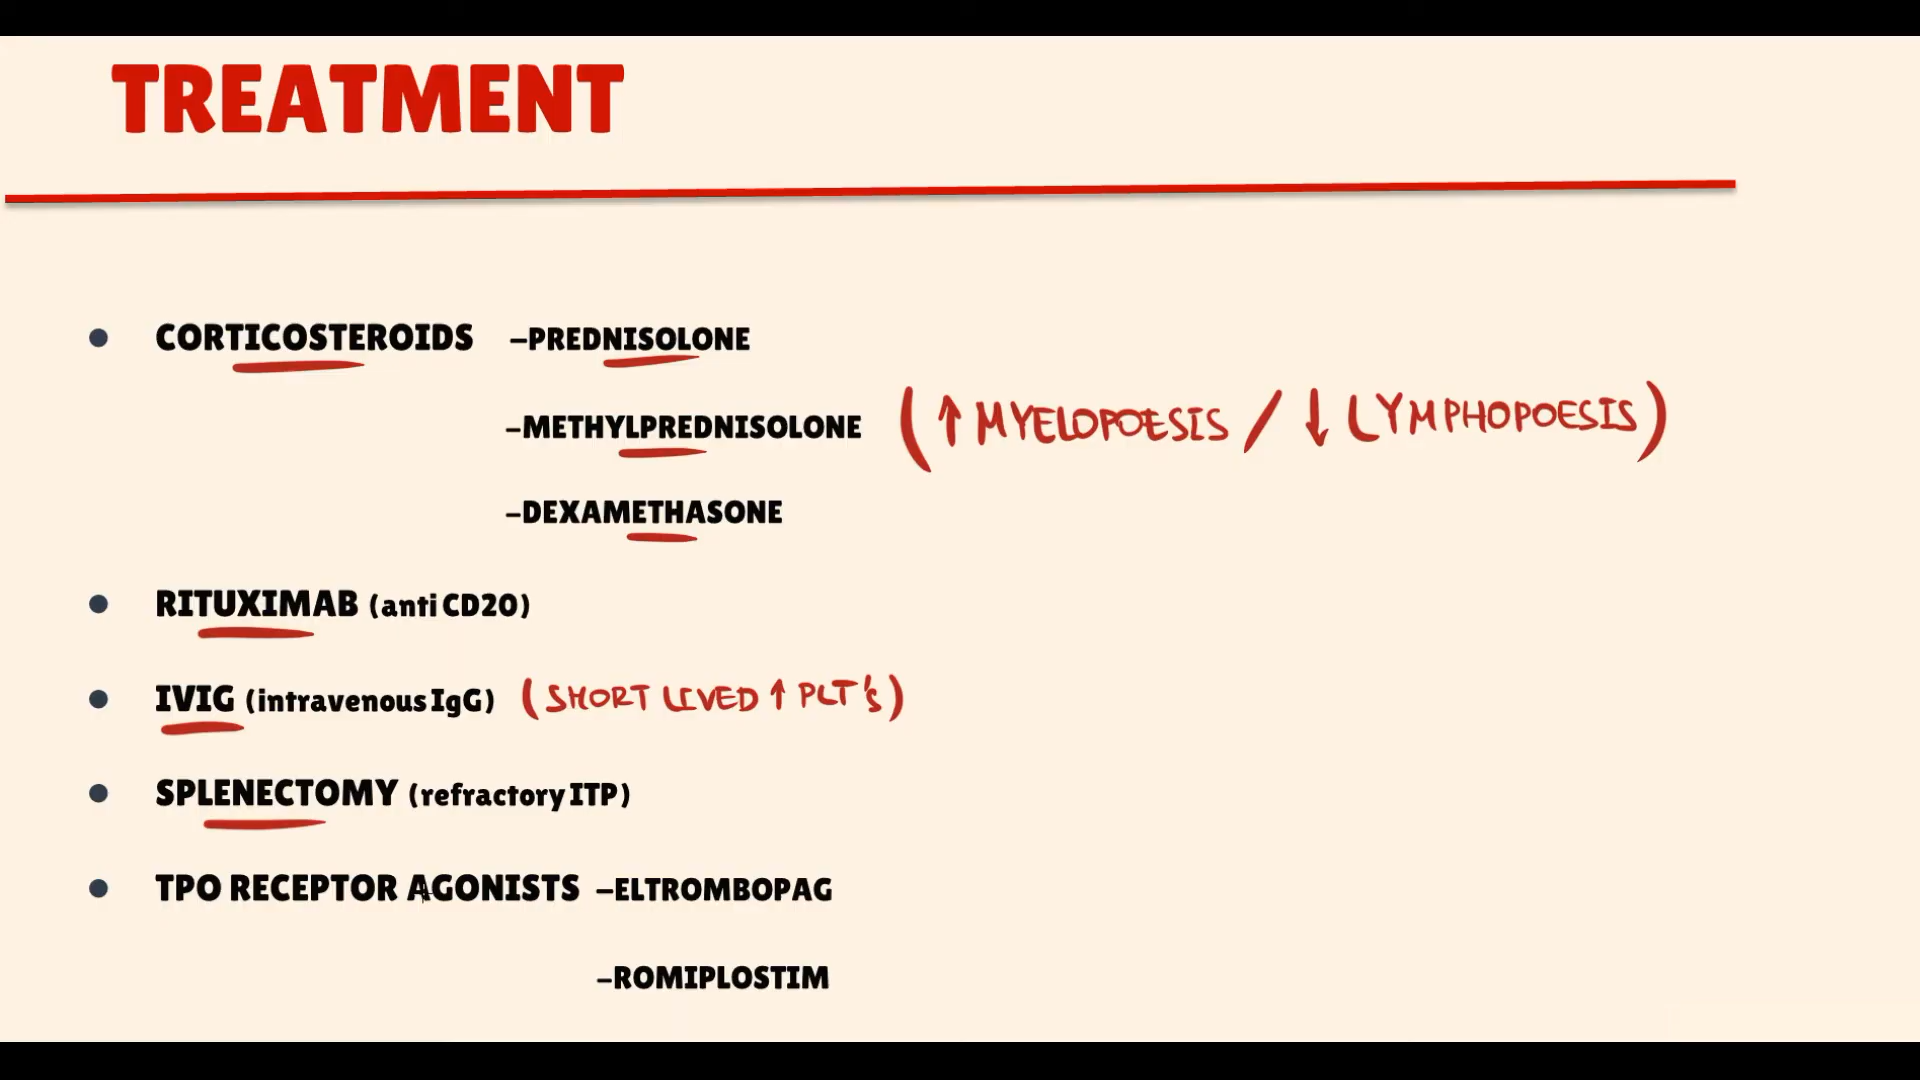 TREATMENT
● CORTICOSTEROIDS –PREDNISOLONE
–METHYLPREDNISOLONE (↑ MYELOPOESIS / ↓ LYMPHOPOESIS)
–DEXAMETHASONE
● RITUXIMAB (anti CD20)
● IVIG (intravenous IgG) (SHORT LIVED ↑ PLT's)
● SPLENECTOMY (refractory ITP)
● TPO RECEPTOR AGONISTS –ELTROMBOPAG
–ROMIPLOSTIM